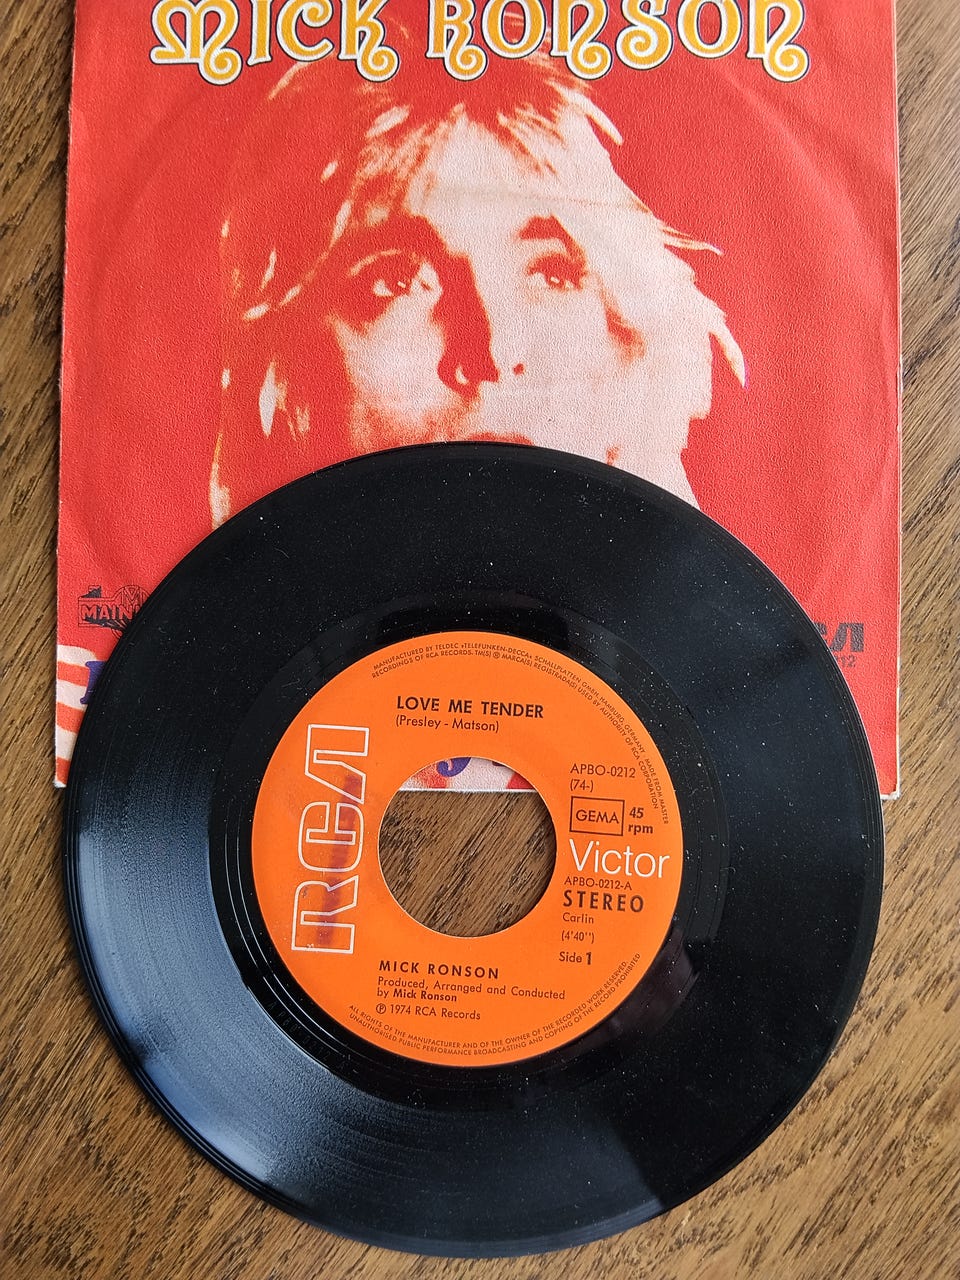 MICK RONSON
MAIN
12
MANUFACTURED BY TELDEC »TELEFUNKEN-DECCA« SCHALLPLATTEN GMBH, HAMBURG, GERMANY MADE FROM MASTER
RECORDINGS OF RCA RECORDS. TM(S) ® MARCA(S) REGISTRADA(S) USED BY AUTHORITY OF RCA CORPORATION
LOVE ME TENDER
(Presley - Matson)
RCA
APBO-0212
(74-)
GEMA
45
rpm
Victor
APBO-0212-A
STEREO
Carlin
(4'40'')
Side 1
MICK RONSON
Produced, Arranged and Conducted
by Mick Ronson
℗ 1974 RCA Records
ALL RIGHTS OF THE MANUFACTURER AND OF THE OWNER OF THE RECORDED WORK RESERVED.
UNAUTHORISED PUBLIC PERFORMANCE BROADCASTING AND COPYING OF THE RECORD PROHIBITED